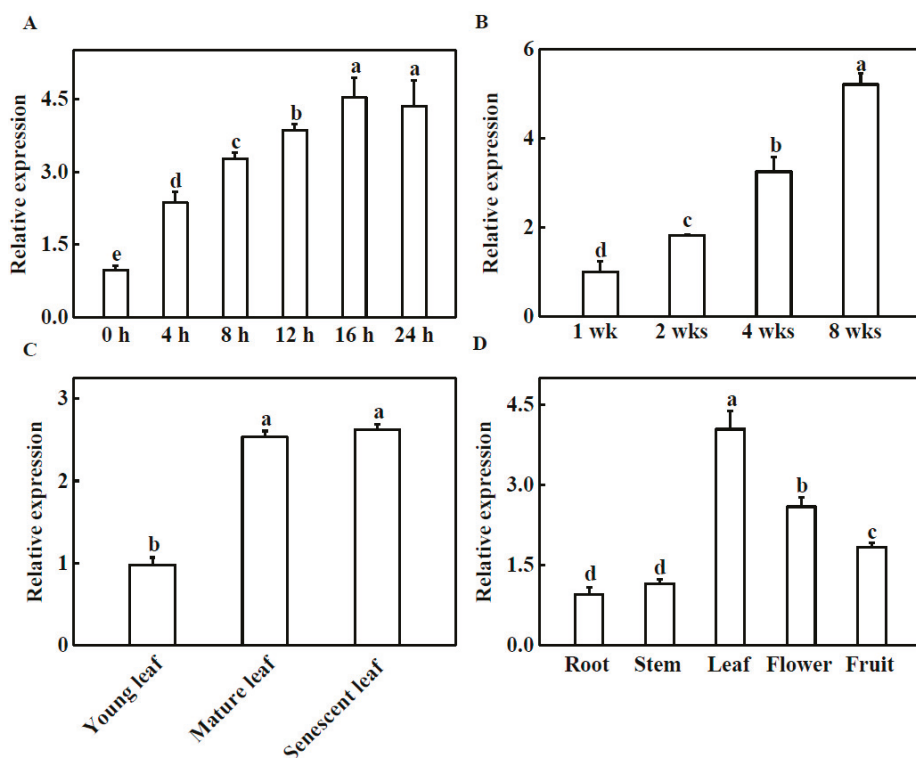 A
Relative expression
4.5
3.0
1.5
0.0
e
d
c
b
a
a
0 h
4 h
8 h
12 h
16 h
24 h
B
Relative expression
6
4
2
0
d
c
b
a
1 wk
2 wks
4 wks
8 wks
C
Relative expression
3
2
1
0
b
a
a
Young leaf
Mature leaf
Senescent leaf
D
Relative expression
4.5
3.0
1.5
0.0
d
d
a
b
c
Root
Stem
Leaf
Flower
Fruit